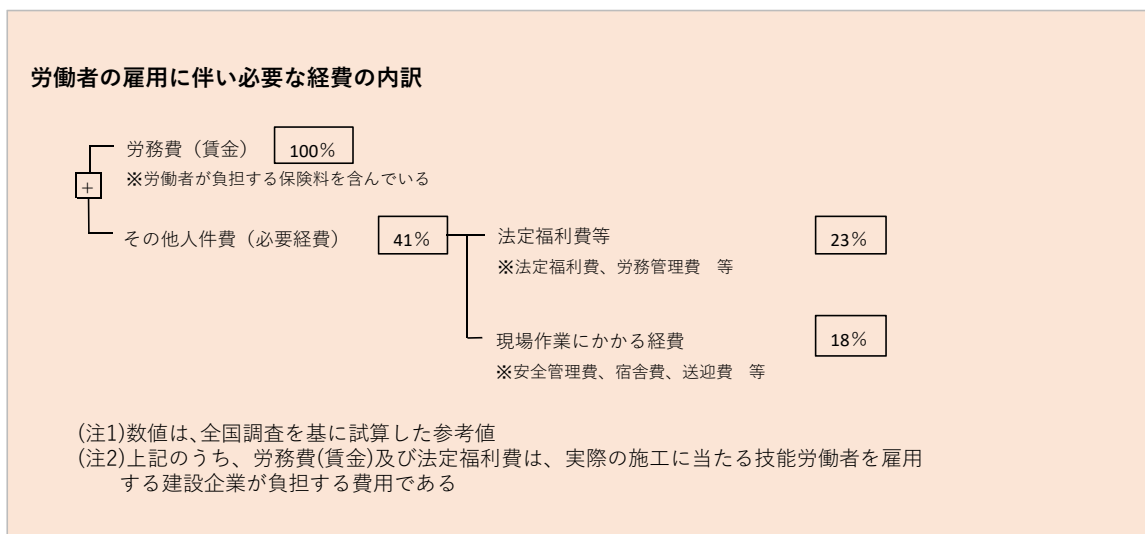 労働者の雇用に伴い必要な経費の内訳
労務費（賃金） 100%
※労働者が負担する保険料を含んでいる
+
その他人件費（必要経費） 41% 法定福利費等 23%
※法定福利費、労務管理費　等
現場作業にかかる経費 18%
※安全管理費、宿舎費、送迎費　等
(注1)数値は、全国調査を基に試算した参考値
(注2)上記のうち、労務費(賃金)及び法定福利費は、実際の施工に当たる技能労働者を雇用
する建設企業が負担する費用である